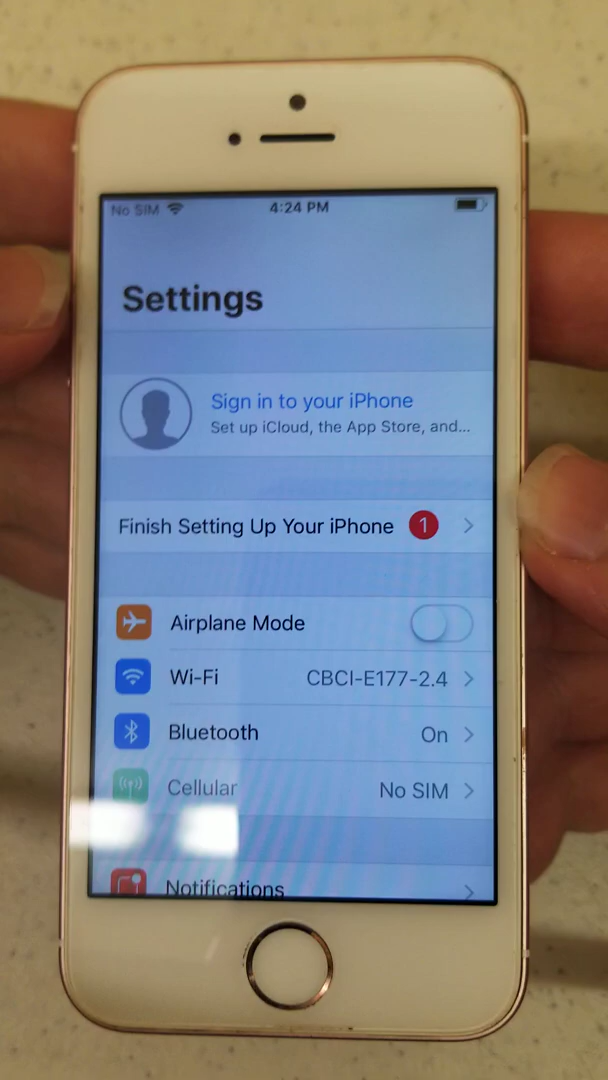 No SIM 4:24 PM
Settings
Sign in to your iPhone
Set up iCloud, the App Store, and...
Finish Setting Up Your iPhone 1
Airplane Mode
Wi-Fi CBCI-E177-2.4
Bluetooth On
Cellular No SIM
Notifications